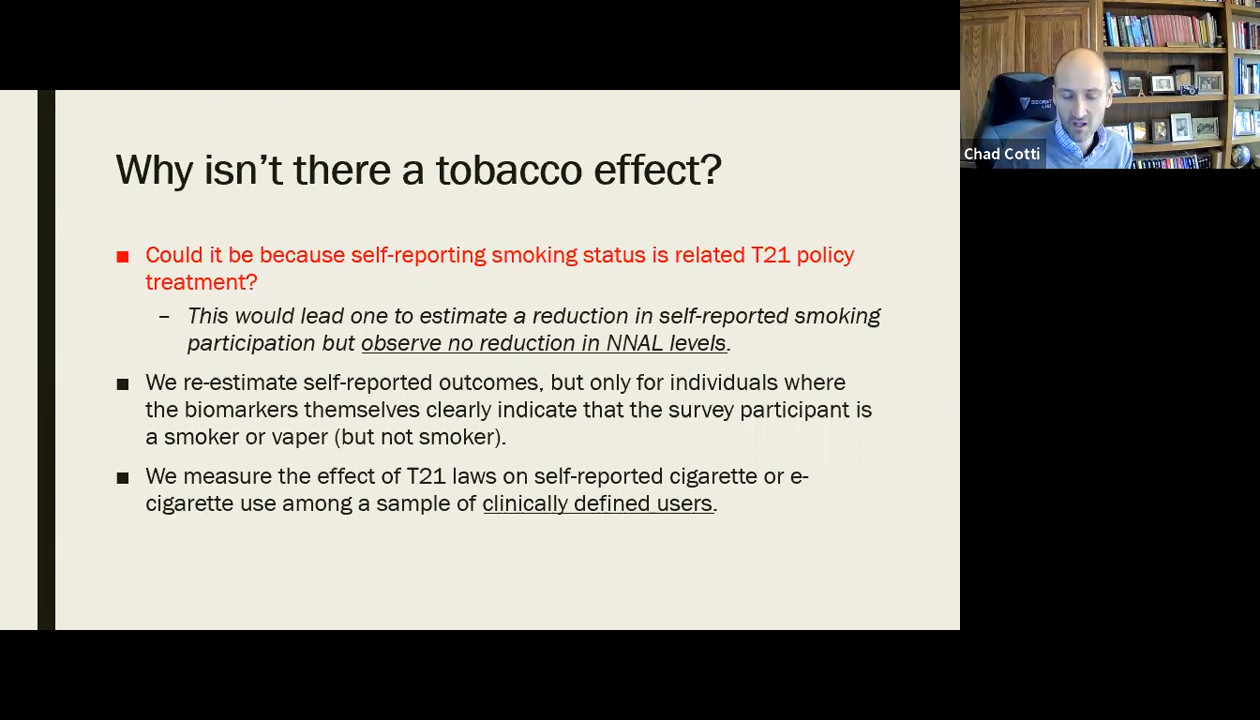 Why isn't there a tobacco effect?
■ Could it be because self-reporting smoking status is related T21 policy
treatment?
– This would lead one to estimate a reduction in self-reported smoking
participation but observe no reduction in NNAL levels.
■ We re-estimate self-reported outcomes, but only for individuals where
the biomarkers themselves clearly indicate that the survey participant is
a smoker or vaper (but not smoker).
■ We measure the effect of T21 laws on self-reported cigarette or e-
cigarette use among a sample of clinically defined users.
Chad Cotti